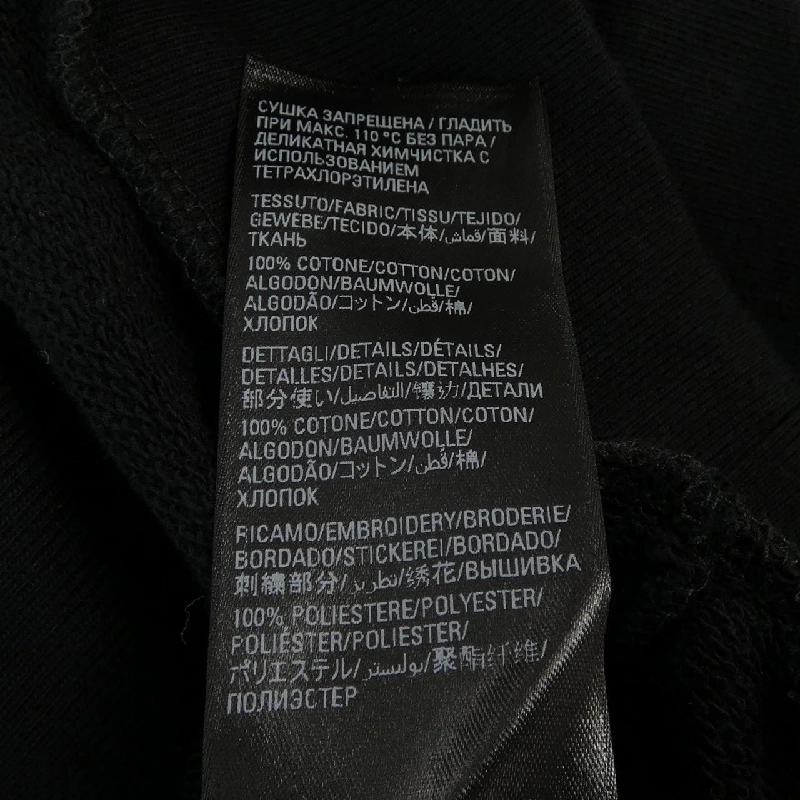 СУШКА ЗАПРЕЩЕНА / ГЛАДИТЬ
ПРИ МАКС. 110 °C БЕЗ ПАРА /
ДЕЛИКАТНАЯ ХИМЧИСТКА С
ИСПОЛЬЗОВАНИЕМ
ТЕТРАХЛОРЭТИЛЕНА
TESSUTO/FABRIC/TISSU/TEJIDO/
GEWEBE/TECIDO/本体/قماش/面料/
ТКАНЬ
100% COTONE/COTTON/COTON/
ALGODON/BAUMWOLLE/
ALGODÃO/コットン/قطن/棉/
ХЛОПОК
DETTAGLI/DETAILS/DÉTAILS/
DETALLES/DETAILS/DETALHES/
部分使い/التفاصيل/镶边/ДЕТАЛИ
100% COTONE/COTTON/COTON/
ALGODON/BAUMWOLLE/
ALGODÃO/コットン/قطن/棉/
ХЛОПОК
RICAMO/EMBROIDERY/BRODERIE/
BORDADO/STICKEREI/BORDADO/
刺繍部分/تطريز/绣花/ВЫШИВКА
100% POLIESTERE/POLYESTER/
POLIÉSTER/POLIESTER/
ポリエステル/بوليستر/聚酯纤维/
ПОЛИЭСТЕР